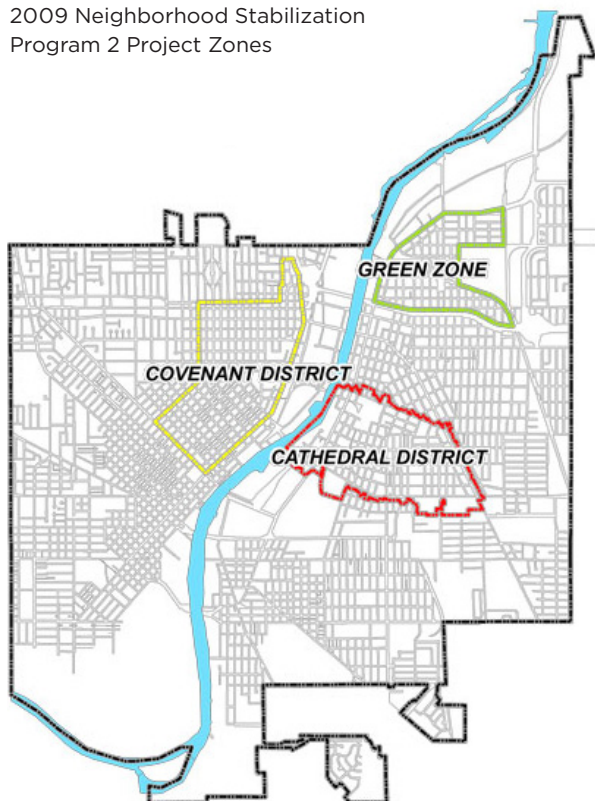 2009 Neighborhood Stabilization
Program 2 Project Zones
GREEN ZONE
COVENANT DISTRICT
CATHEDRAL DISTRICT